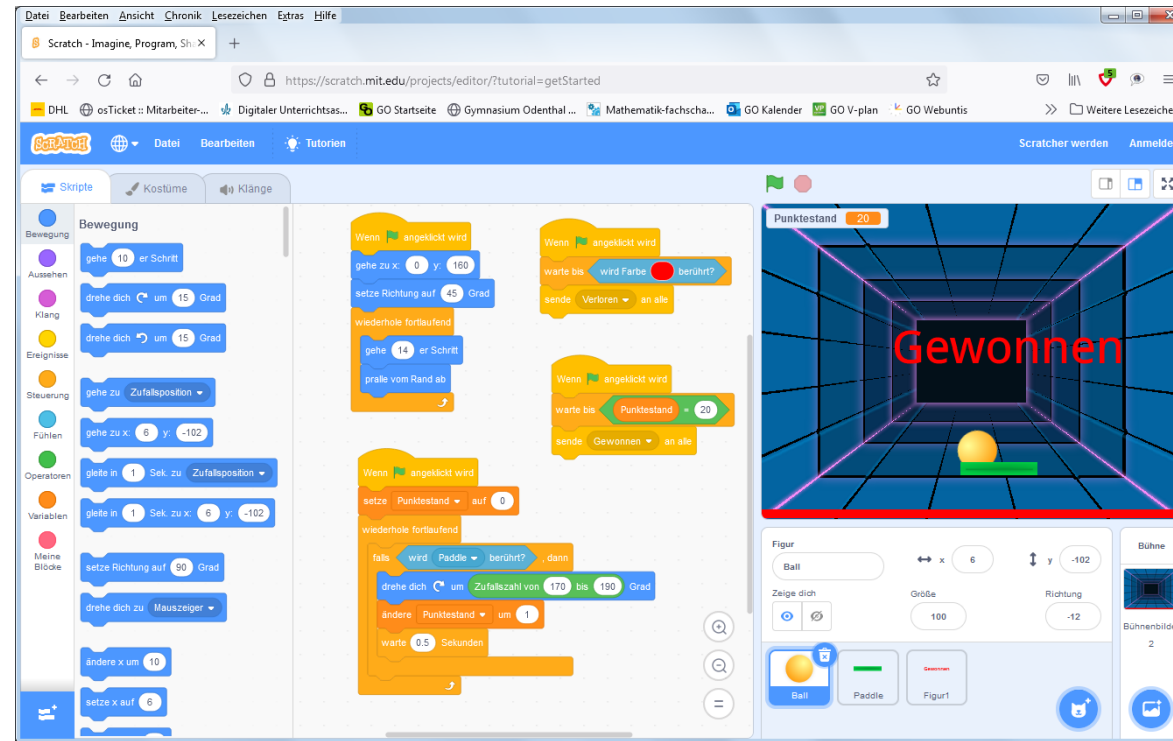 Datei Bearbeiten Ansicht Chronik Lesezeichen Extras Hilfe
Scratch - Imagine, Program, Sha
https://scratch.mit.edu/projects/editor/?tutorial=getStarted
5
DHL osTicket :: Mitarbeiter-... Digitaler Unterrichtsas... GO Startseite Gymnasium Odenthal ... Mathematik-fachscha... GO Kalender GO V-plan GO Webuntis Weitere Lesezeiche
SCRATCH Datei Bearbeiten Tutorien Scratcher werden Anmelde
Skripte Kostüme Klänge
Bewegung
Aussehen
Klang
Ereignisse
Steuerung
Fühlen
Operatoren
Variablen
Meine
Blöcke
Bewegung
gehe 10 er Schritt
drehe dich um 15 Grad
drehe dich um 15 Grad
gehe zu Zufallsposition
gehe zu x: 6 y: -102
gleite in 1 Sek. zu Zufallsposition
gleite in 1 Sek. zu x: 6 y: -102
setze Richtung auf 90 Grad
drehe dich zu Mauszeiger
ändere x um 10
setze x auf 6
Wenn angeklickt wird
gehe zu x: 0 y: 160
setze Richtung auf 45 Grad
wiederhole fortlaufend
gehe 14 er Schritt
pralle vom Rand ab
Wenn angeklickt wird
warte bis wird Farbe berührt?
sende Verloren an alle
Wenn angeklickt wird
warte bis Punktestand = 20
sende Gewonnen an alle
Wenn angeklickt wird
setze Punktestand auf 0
wiederhole fortlaufend
falls wird Paddle berührt? , dann
drehe dich um Zufallszahl von 170 bis 190 Grad
ändere Punktestand um 1
warte 0.5 Sekunden
Punktestand 20
Gewonnen
Figur
Ball
x 6
y -102
Zeige dich
Größe
100
Richtung
-12
Ball
Paddle
Gewonnen
Figur1
Bühne
Bühnenbilde
2